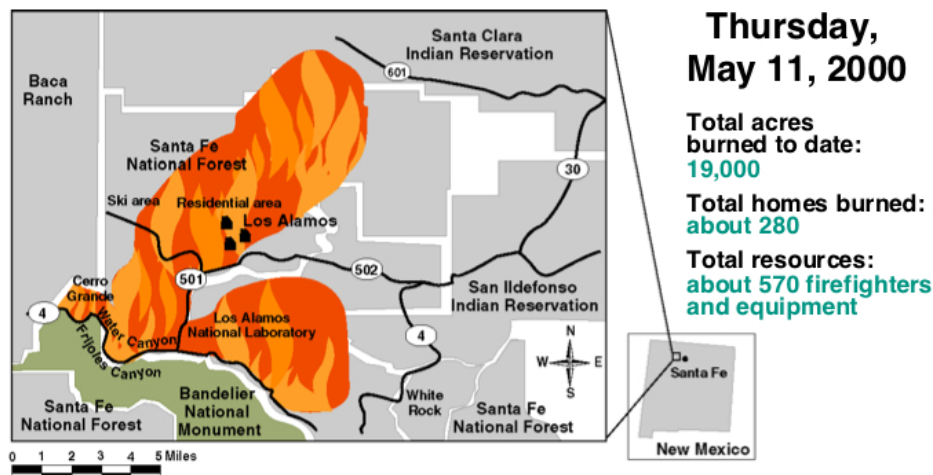 Thursday,
May 11, 2000
Total acres
burned to date:
19,000
Total homes burned:
about 280
Total resources:
about 570 firefighters
and equipment
Santa Clara
Indian Reservation
601
Baca
Ranch
Santa Fe
National Forest
30
Ski area
Residential area
Los Alamos
501
502
Cerro
Grande
4
Water Canyon
Frijoles Canyon
Los Alamos
National Laboratory
San Ildefonso
Indian Reservation
4
N
W E
S
Santa Fe
National Forest
Bandelier
National
Monument
White
Rock
Santa Fe
National Forest
Santa Fe
New Mexico
0 1 2 3 4 5 Miles